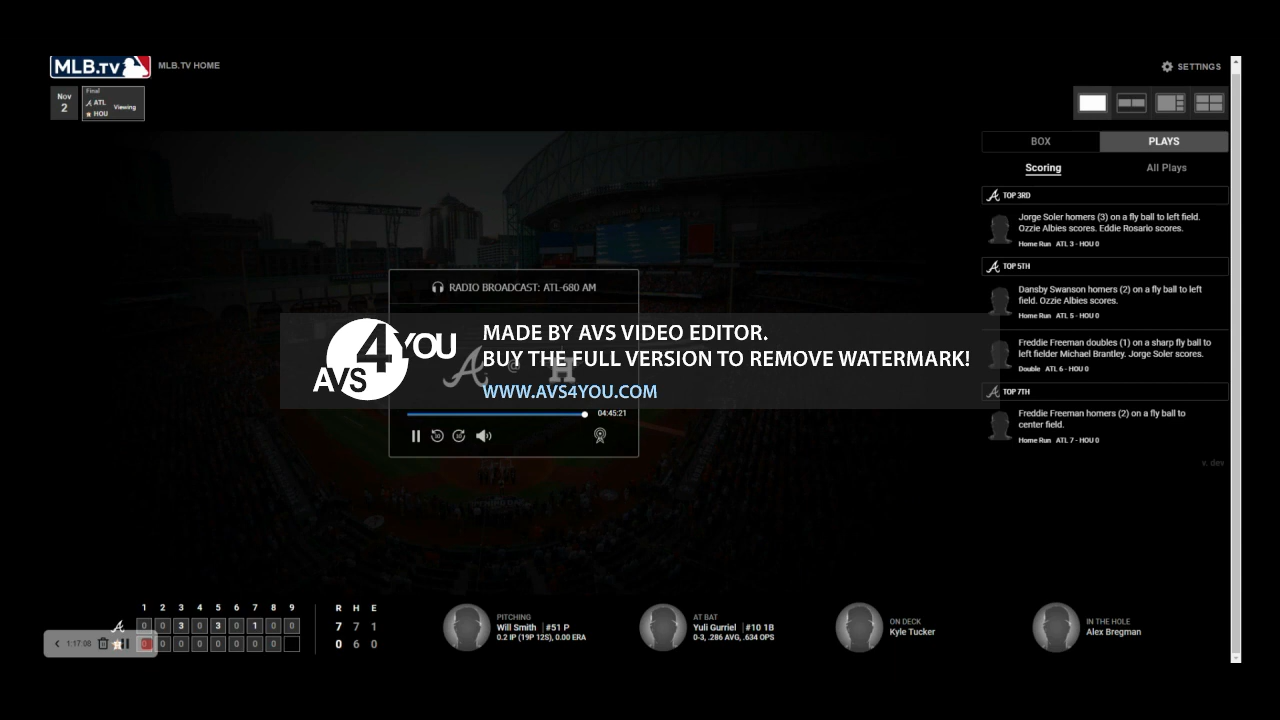 MLB.TV
MLB.TV HOME
SETTINGS
Nov
2
Final
ATL
HOU
Viewing
BOX
PLAYS
Scoring
All Plays
TOP 3RD
Jorge Soler homers (3) on a fly ball to left field.
Ozzie Albies scores. Eddie Rosario scores.
Home Run ATL 3 - HOU 0
TOP 5TH
Dansby Swanson homers (2) on a fly ball to left
field. Ozzie Albies scores.
Home Run ATL 5 - HOU 0
Freddie Freeman doubles (1) on a sharp fly ball to
left fielder Michael Brantley. Jorge Soler scores.
Double ATL 6 - HOU 0
TOP 7TH
Freddie Freeman homers (2) on a fly ball to
center field.
Home Run ATL 7 - HOU 0
v. dev
RADIO BROADCAST: ATL-680 AM
AVS4YOU
MADE BY AVS VIDEO EDITOR.
BUY THE FULL VERSION TO REMOVE WATERMARK!
WWW.AVS4YOU.COM
A @ H
04:45:21
1 2 3 4 5 6 7 8 9 R H E
0 0 3 0 3 0 1 0 0 7 7 1
0 0 0 0 0 0 0 0 0 6 0
1:17:08
PITCHING
Will Smith | #51 P
0.2 IP (19P 12S), 0.00 ERA
AT BAT
Yuli Gurriel | #10 1B
0-3, .286 AVG, .634 OPS
ON DECK
Kyle Tucker
IN THE HOLE
Alex Bregman